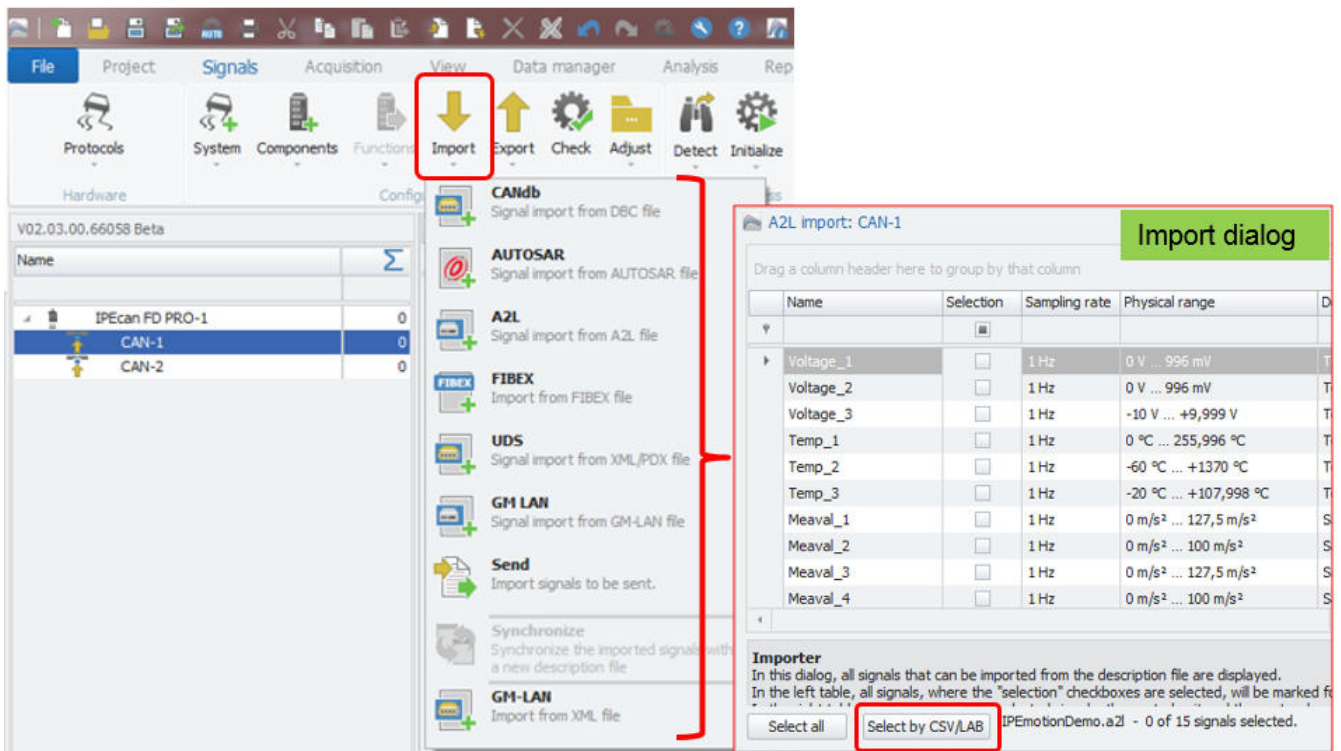 AUTO
File Project Signals Acquisition View Data manager Analysis Rep
Protocols System Components Function Import Export Check Adjust Detect Initialize
Hardware Config ss
V02.03.00.66058 Beta
Name Σ
IPEcan FD PRO-1 0
CAN-1 0
CAN-2 0
CANdb
Signal import from DBC file
AUTOSAR
Signal import from AUTOSAR file
A2L
Signal import from A2L file
FIBEX
FIBEX
Import from FIBEX file
UDS
Signal import from XML/PDX file
GM LAN
Signal import from GM-LAN file
Send
Import signals to be sent.
Synchronize
Synchronize the imported signals with
a new description file
GM-LAN
Import from XML file
A2L import: CAN-1
Import dialog
Drag a column header here to group by that column
Name Selection Sampling rate Physical range D
Voltage_1 1 Hz 0 V ... 996 mV T
Voltage_2 1 Hz 0 V ... 996 mV T
Voltage_3 1 Hz -10 V ... +9,999 V T
Temp_1 1 Hz 0 °C ... 255,996 °C T
Temp_2 1 Hz -60 °C ... +1370 °C T
Temp_3 1 Hz -20 °C ... +107,998 °C T
Meaval_1 1 Hz 0 m/s² ... 127,5 m/s² S
Meaval_2 1 Hz 0 m/s² ... 100 m/s² S
Meaval_3 1 Hz 0 m/s² ... 127,5 m/s² S
Meaval_4 1 Hz 0 m/s² ... 100 m/s² S
Importer
In this dialog, all signals that can be imported from the description file are displayed.
In the left table, all signals, where the "selection" checkboxes are selected, will be marked fo
Select all Select by CSV/LAB IPEmotionDemo.a2l - 0 of 15 signals selected.